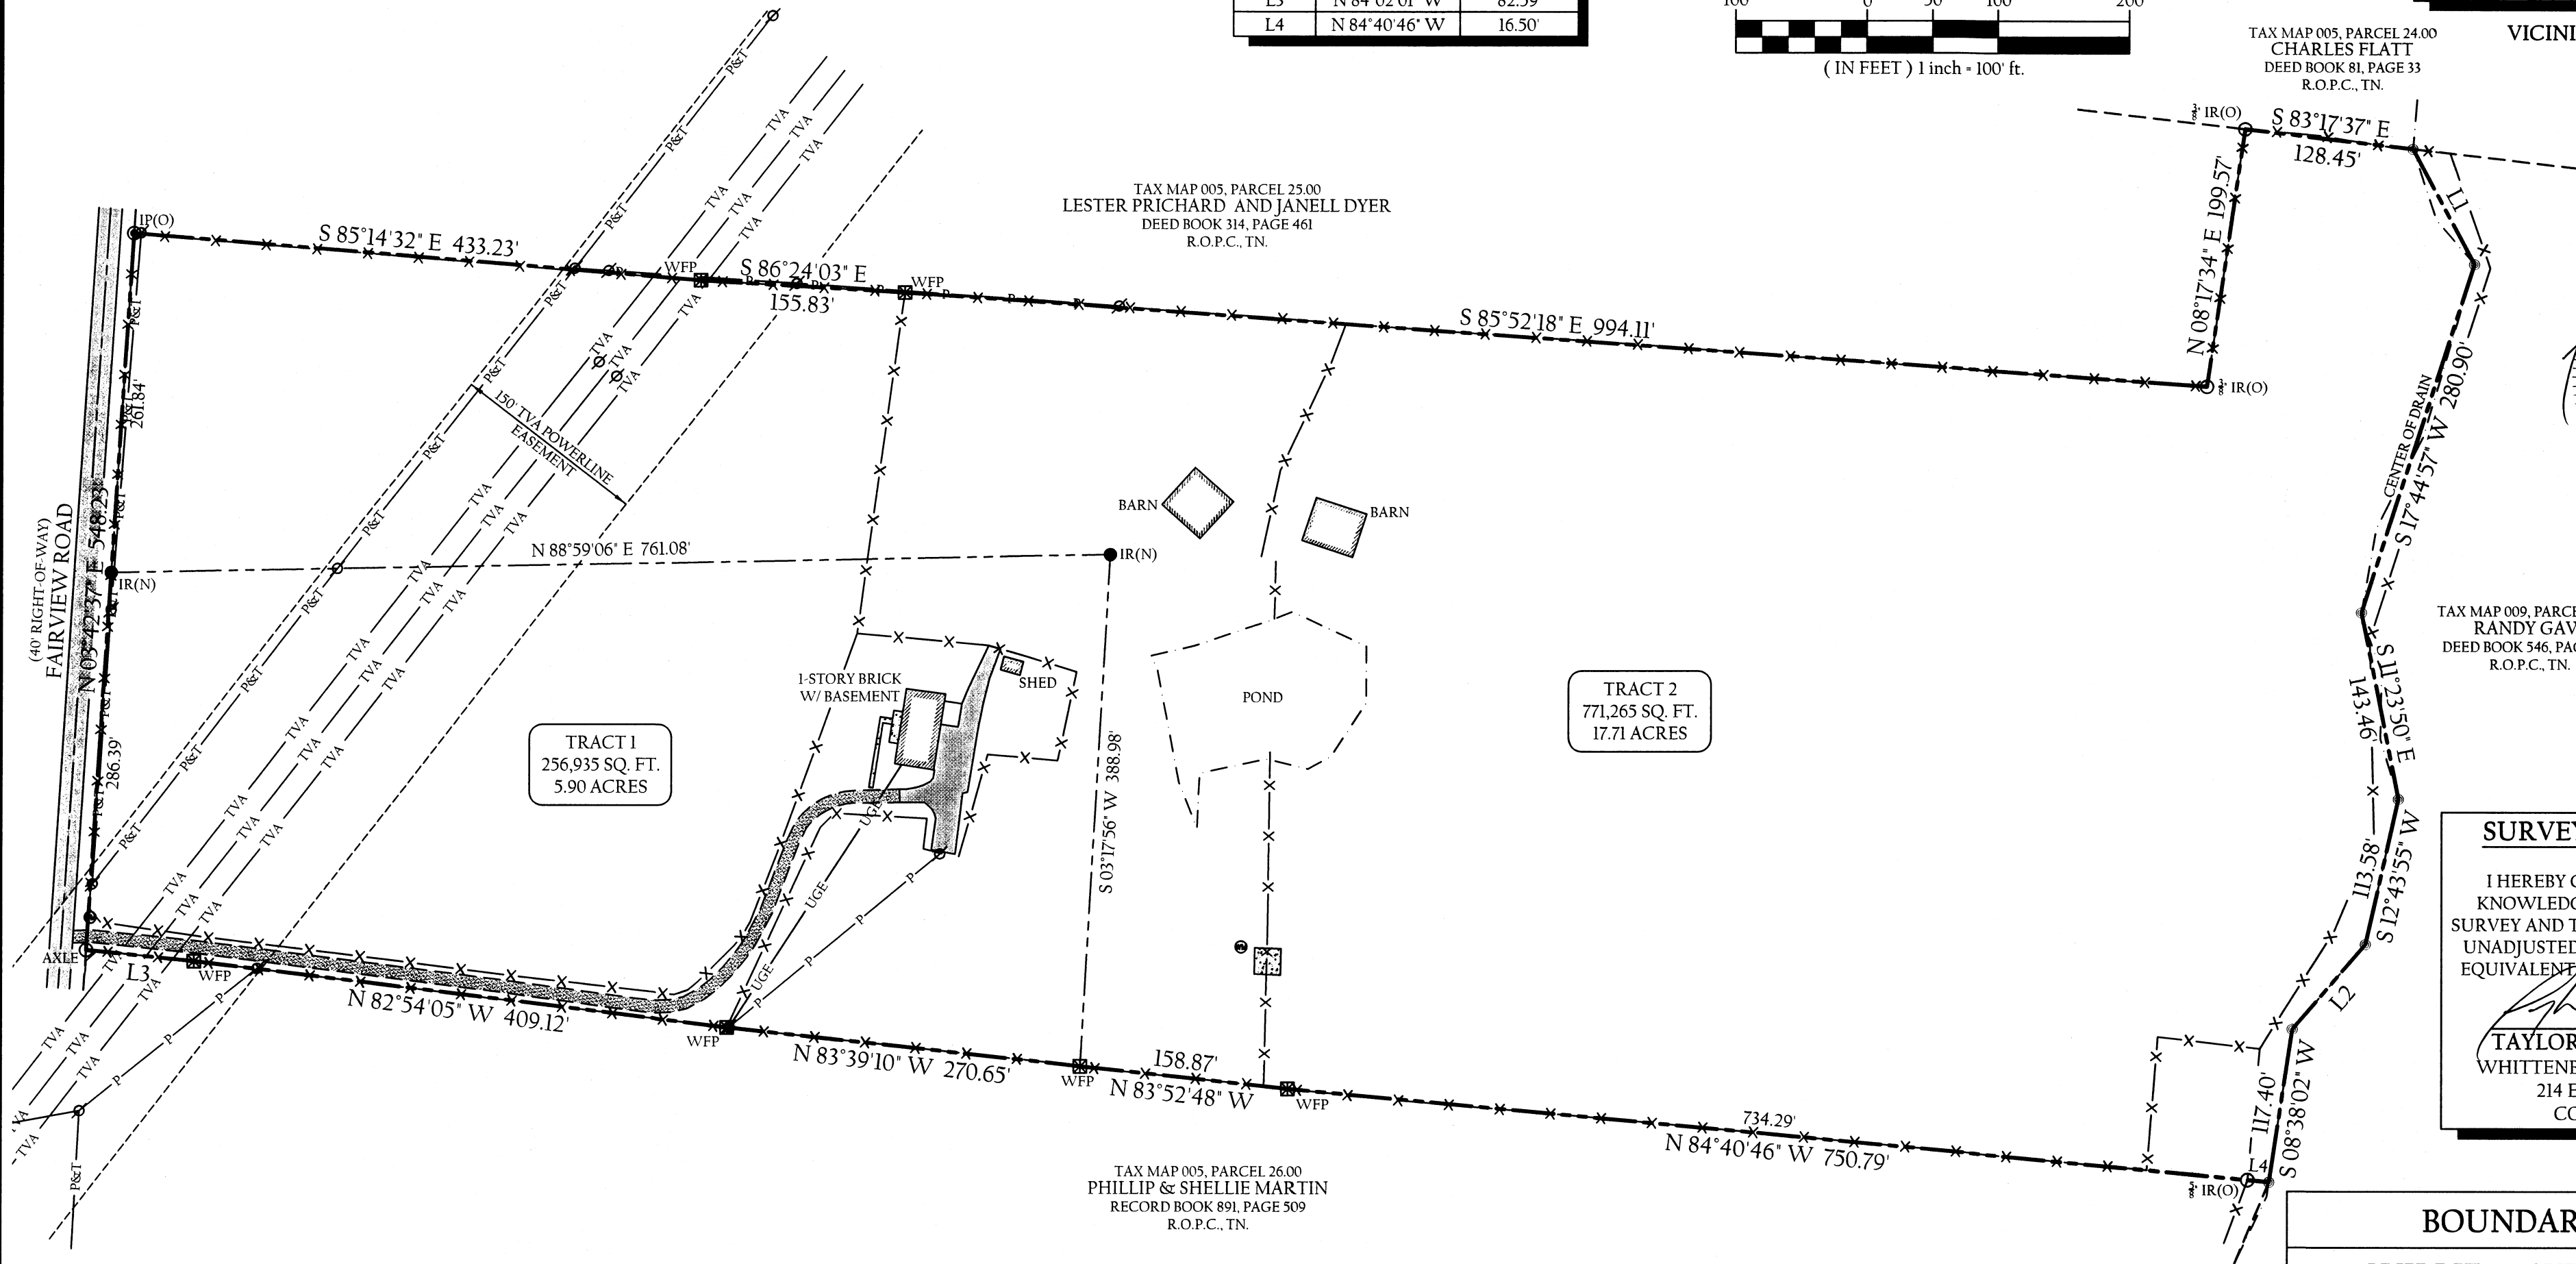 L3 N 84°02'01" W 82.59'
L4 N 84°40'46" W 16.50'
100 0 50 100 200
( IN FEET ) 1 inch = 100' ft.
TAX MAP 005, PARCEL 24.00
CHARLES FLATT
DEED BOOK 81, PAGE 33
R.O.P.C., TN.
VICINI
TAX MAP 005, PARCEL 25.00
LESTER PRICHARD AND JANELL DYER
DEED BOOK 314, PAGE 461
R.O.P.C., TN.
IP(O)
S 85°14'32" E 433.23'
WFP
S 86°24'03" E
155.83'
WFP
S 85°52'18" E 994.11'
3/8" IR(O)
N 08°17'34" E 199.57'
3/8" IR(O)
S 83°17'37" E
128.45'
L1
CENTER OF DRAIN
S 17°44'57" W 280.90'
S 11°23'50" E
143.46'
S 12°43'55" W
113.58'
L2
S 08°38'02" W
117.40'
L4
5/8" IR(O)
(40' RIGHT-OF-WAY)
FAIRVIEW ROAD
N 03°42'37" E 548.23'
261.84'
286.39'
IR(N)
N 88°59'06" E 761.08'
IR(N)
S 03°17'56" W 388.98'
150' TVA POWERLINE
EASEMENT
TVA
P&T
BARN
BARN
POND
1-STORY BRICK
W/ BASEMENT
SHED
UGE
UGE
UGE
P
TRACT 1
256,935 SQ. FT.
5.90 ACRES
TRACT 2
771,265 SQ. FT.
17.71 ACRES
AXLE
L3
WFP
N 82°54'05" W 409.12'
WFP
N 83°39'10" W 270.65'
WFP
158.87'
N 83°52'48" W
WFP
734.29'
N 84°40'46" W 750.79'
TAX MAP 005, PARCEL 26.00
PHILLIP & SHELLIE MARTIN
RECORD BOOK 891, PAGE 509
R.O.P.C., TN.
TAX MAP 009, PARCE
RANDY GAV
DEED BOOK 546, PAG
R.O.P.C., TN.
SURVEY
I HEREBY C
KNOWLEDG
SURVEY AND T
UNADJUSTED
EQUIVALENT
TAYLOR
WHITTENB
214 E
CO
BOUNDAR